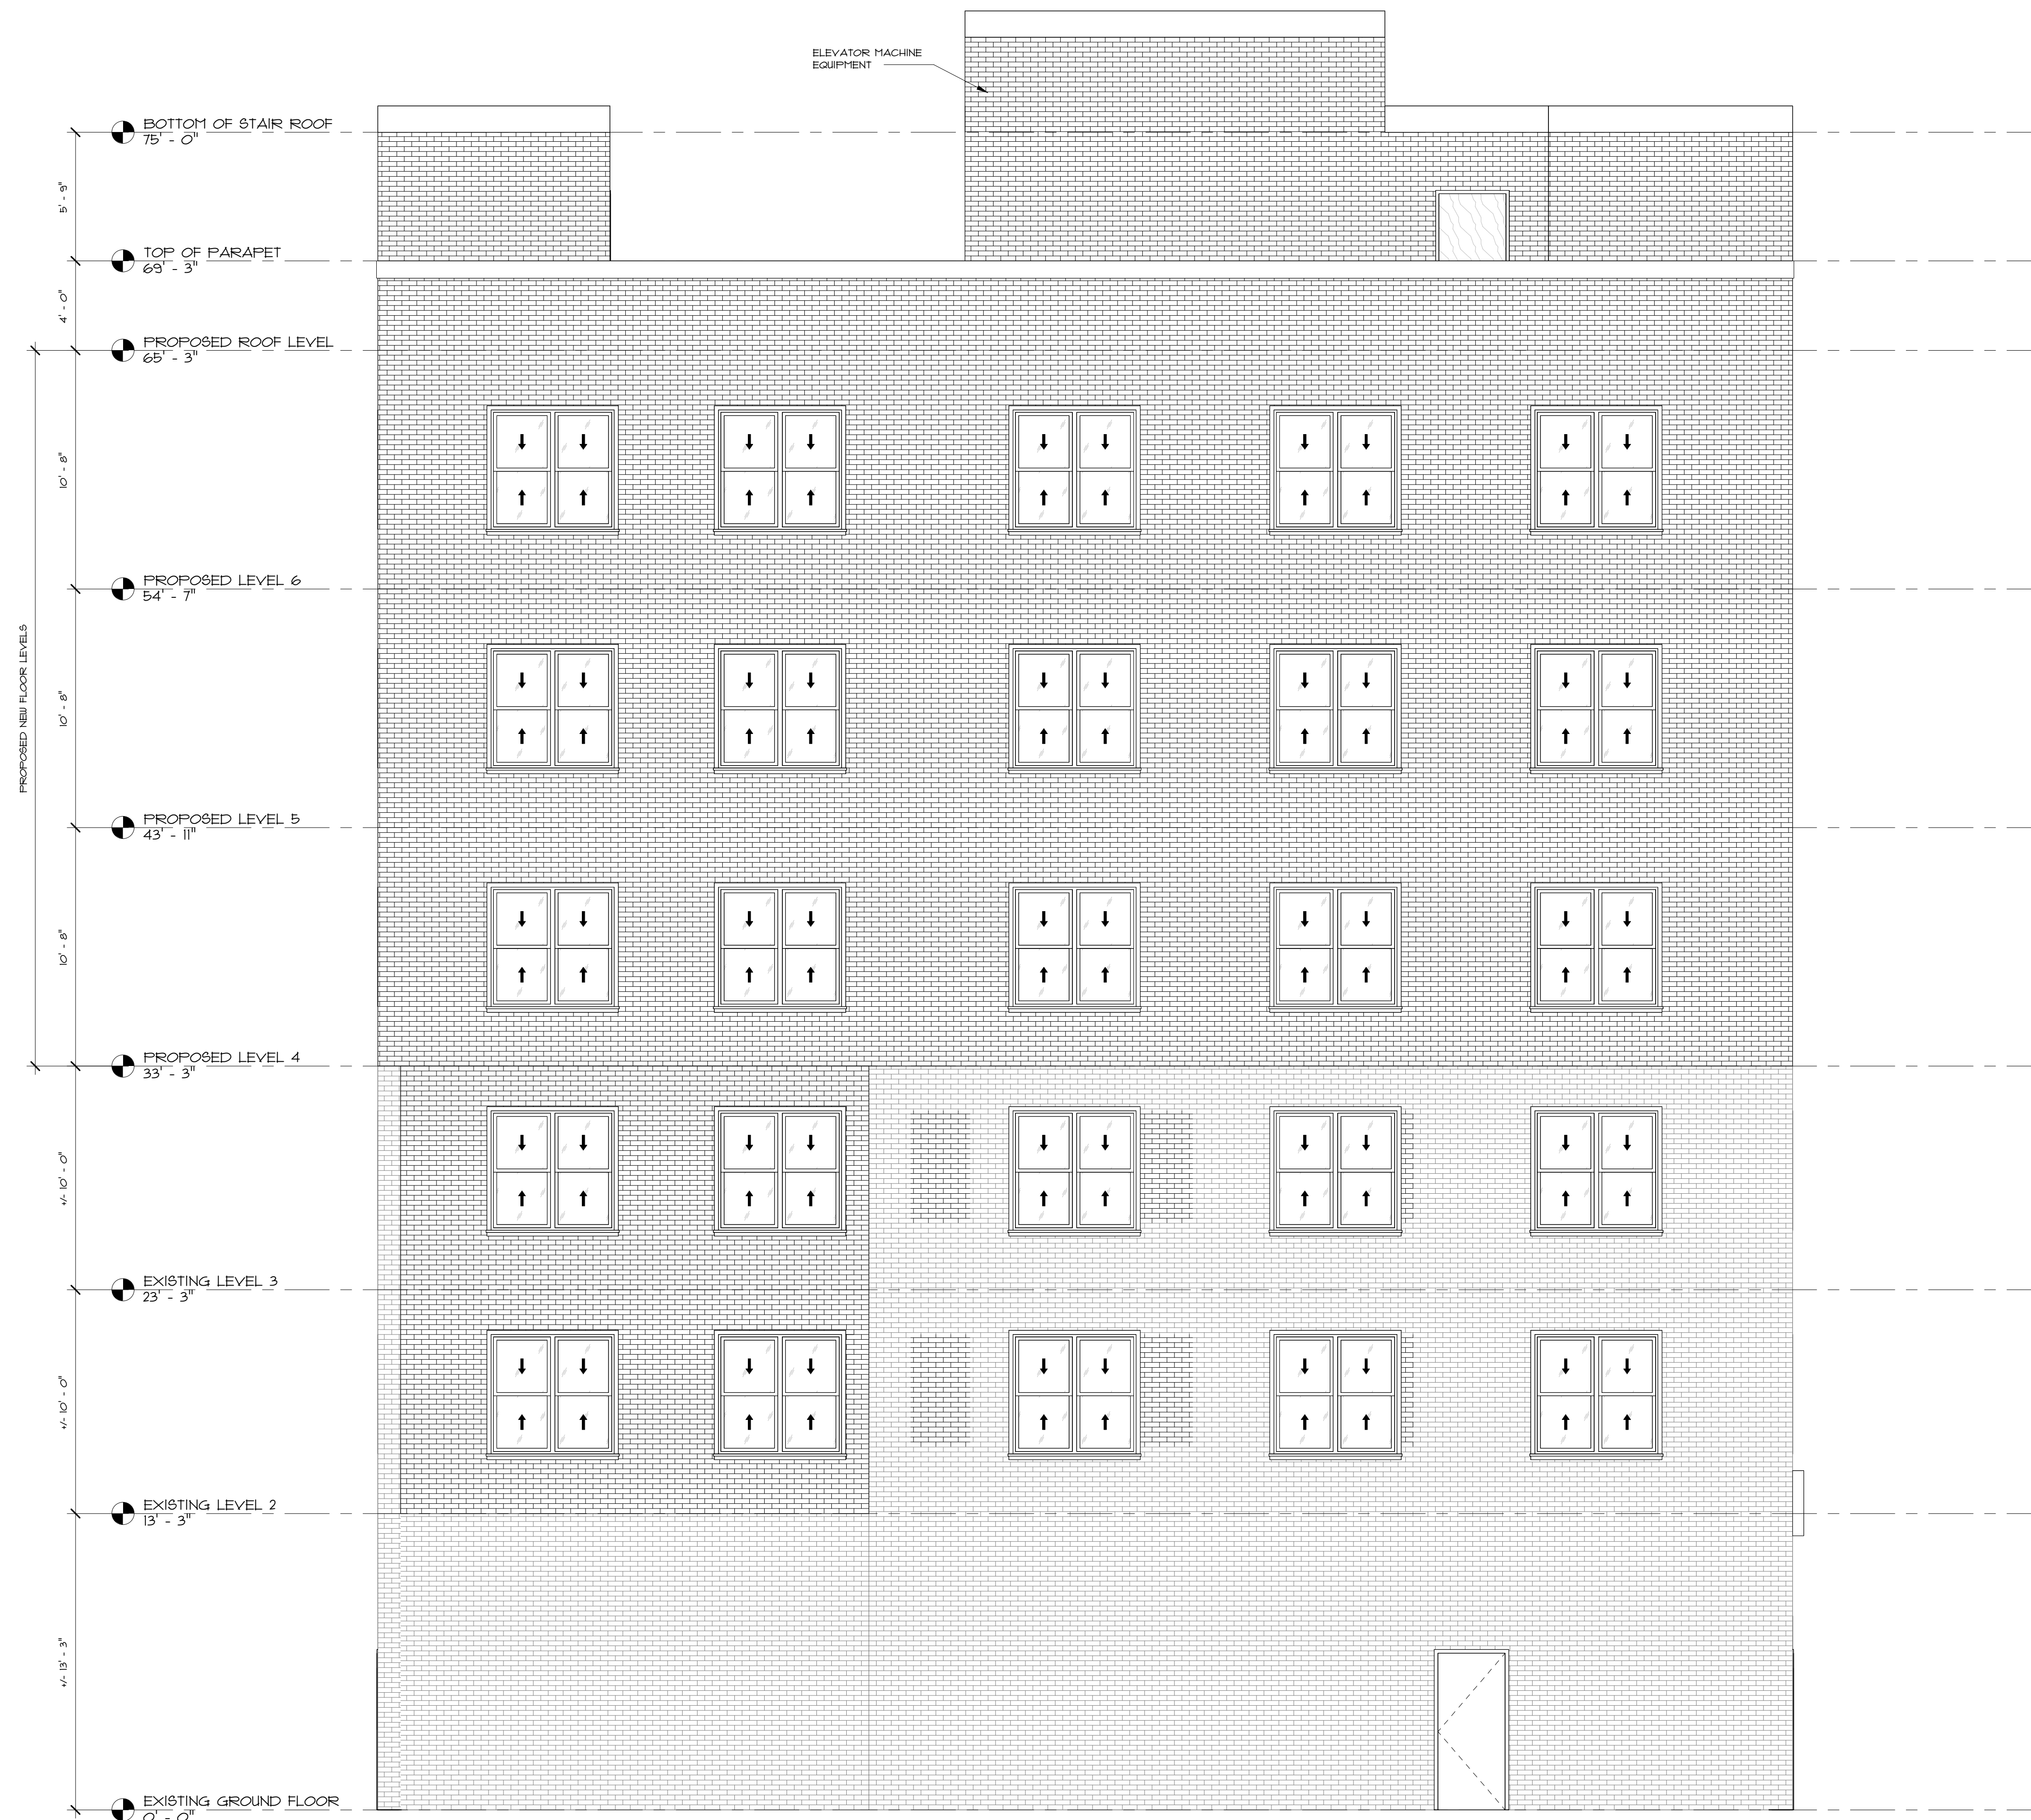 ELEVATOR MACHINE
EQUIPMENT
BOTTOM OF STAIR ROOF
75' - 0"
5' - 9"
TOP OF PARAPET
69' - 3"
4' - 0"
PROPOSED ROOF LEVEL
65' - 3"
10' - 8"
PROPOSED LEVEL 6
54' - 7"
PROPOSED NEW FLOOR LEVELS
10' - 8"
PROPOSED LEVEL 5
43' - 11"
10' - 8"
PROPOSED LEVEL 4
33' - 3"
+/- 10' - 0"
EXISTING LEVEL 3
23' - 3"
+/- 10' - 0"
EXISTING LEVEL 2
13' - 3"
+/- 13' - 3"
EXISTING GROUND FLOOR
0' - 0"